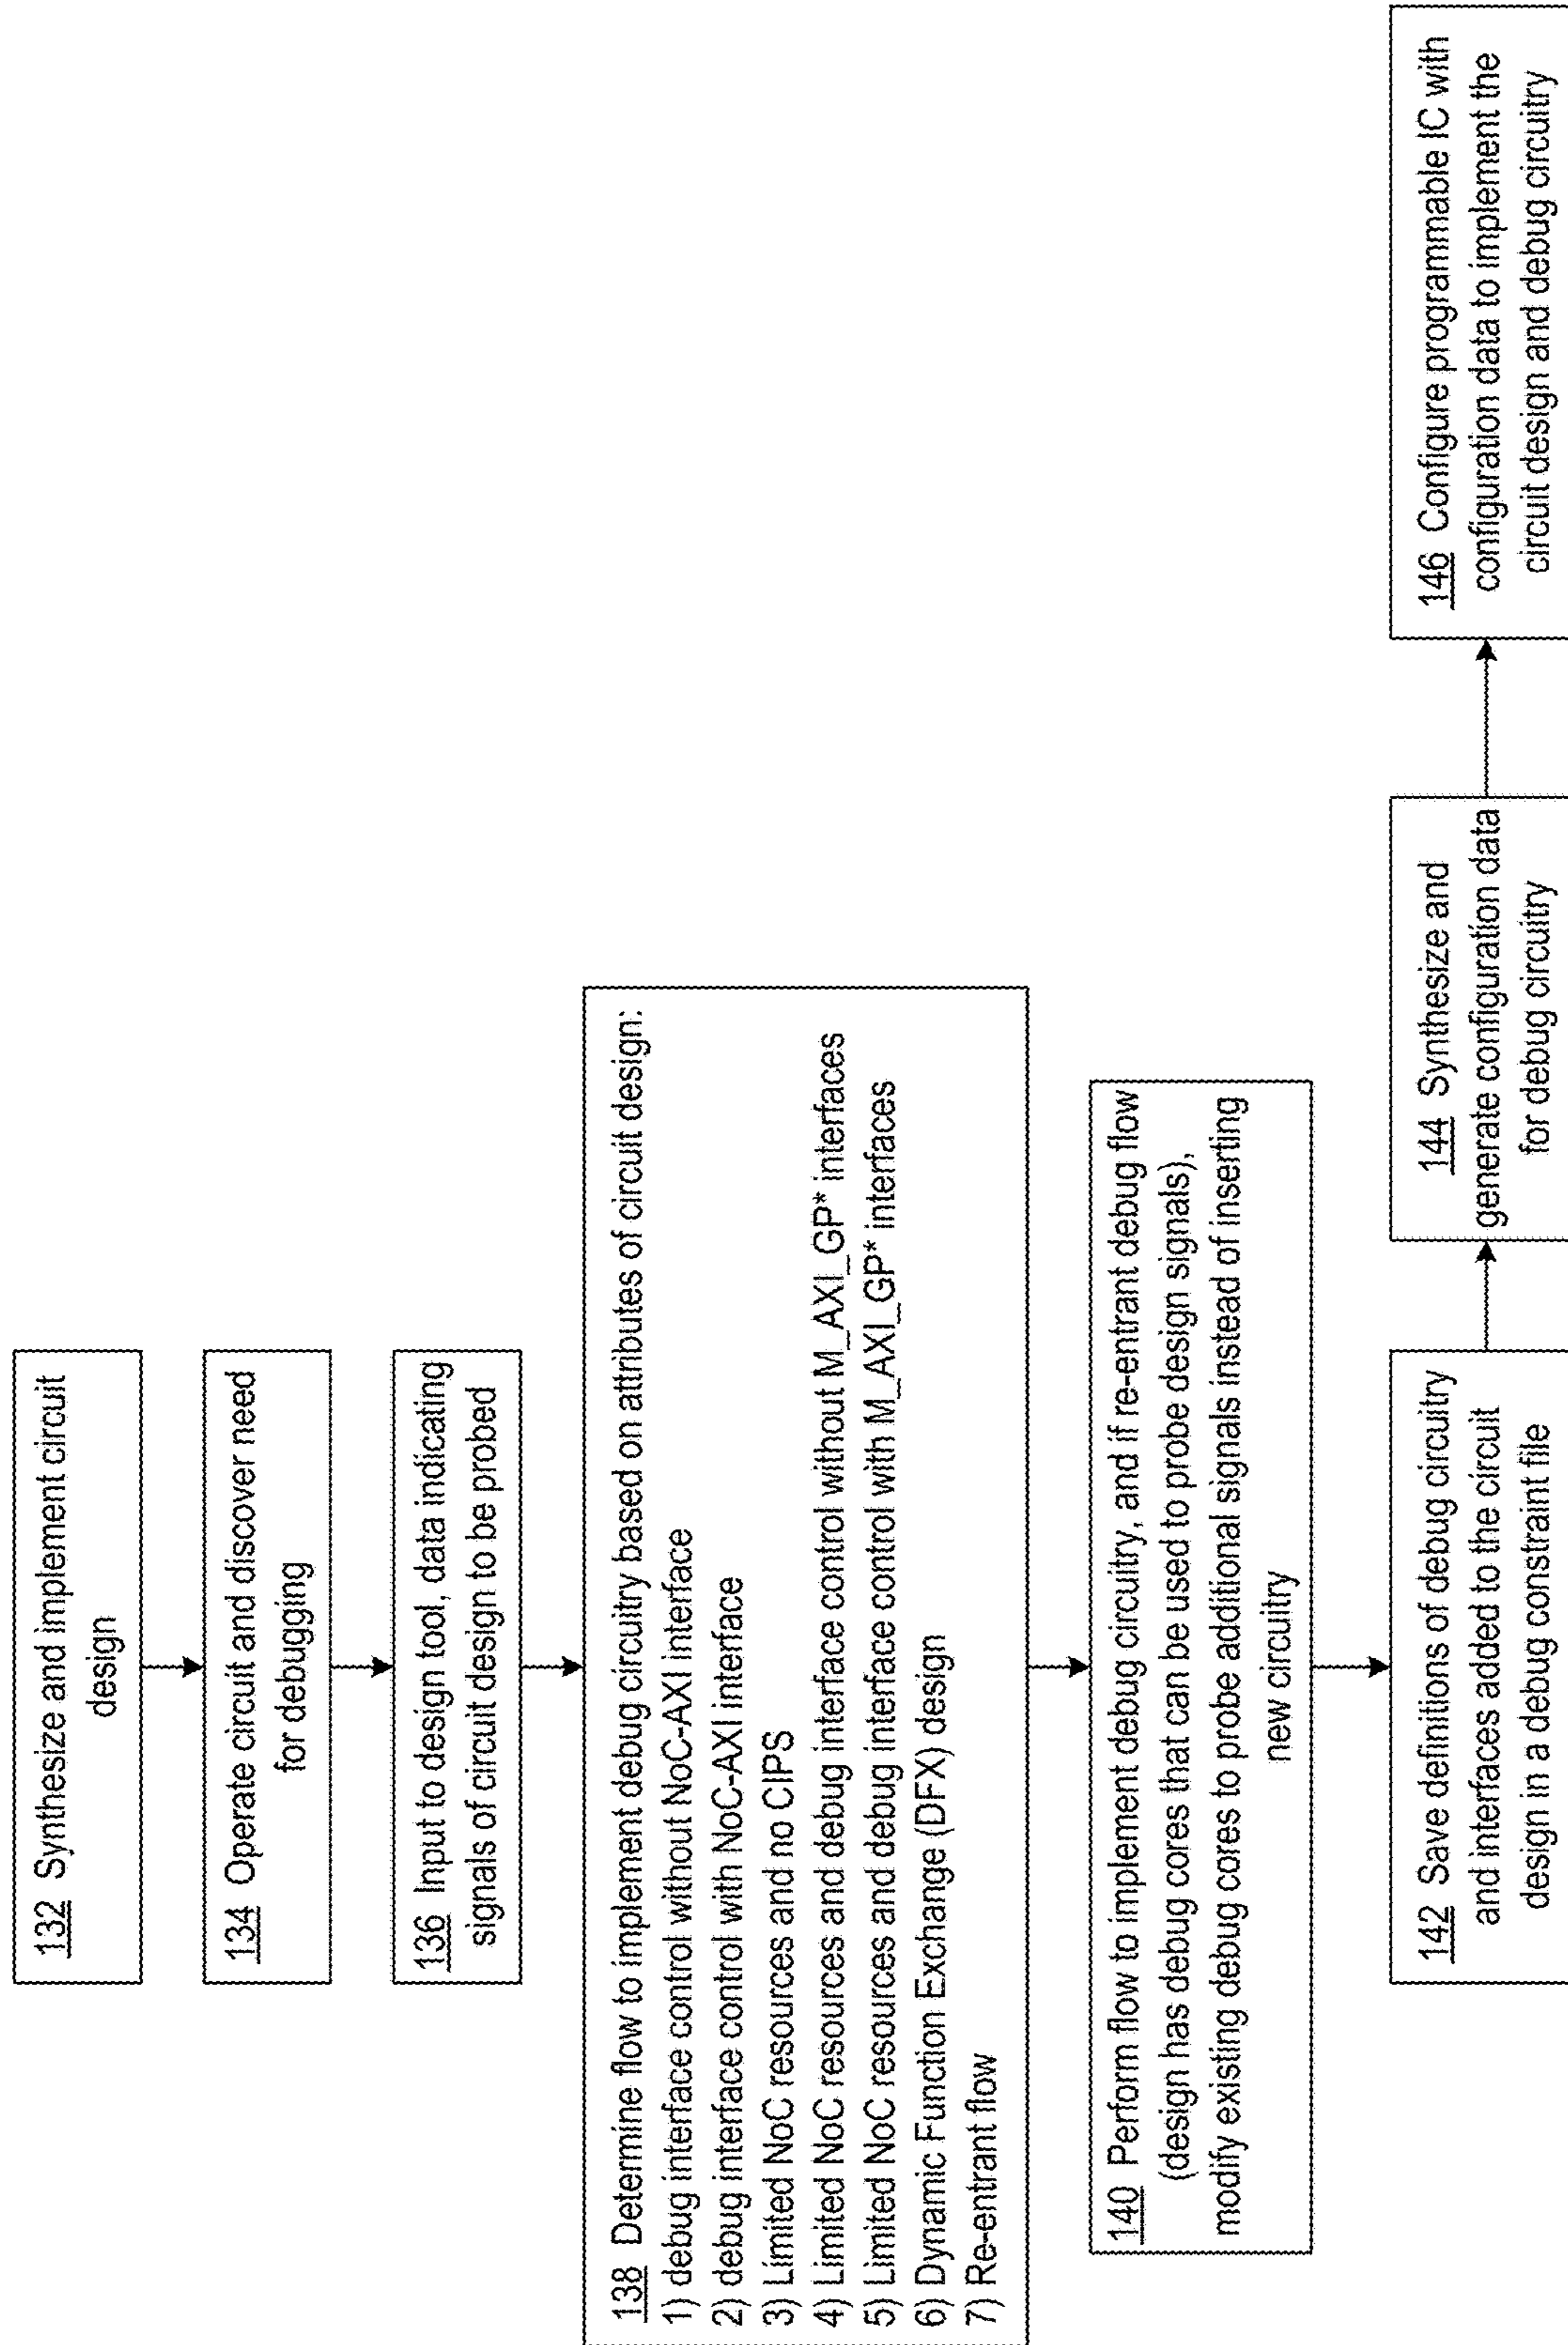 132 Synthesize and implement circuit
design
134 Operate circuit and discover need
for debugging
136 Input to design tool, data indicating
signals of circuit design to be probed
138 Determine flow to implement debug circuitry based on attributes of circuit design:
1) debug interface control without NoC-AXI interface
2) debug interface control with NoC-AXI interface
3) Limited NoC resources and no CIPS
4) Limited NoC resources and debug interface control without M_AXI_GP* interfaces
5) Limited NoC resources and debug interface control with M_AXI_GP* interfaces
6) Dynamic Function Exchange (DFX) design
7) Re-entrant flow
140 Perform flow to implement debug circuitry, and if re-entrant debug flow
(design has debug cores that can be used to probe design signals),
modify existing debug cores to probe additional signals instead of inserting
new circuitry
142 Save definitions of debug circuitry
and interfaces added to the circuit
design in a debug constraint file
144 Synthesize and
generate configuration data
for debug circuitry
146 Configure programmable IC with
configuration data to implement the
circuit design and debug circuitry